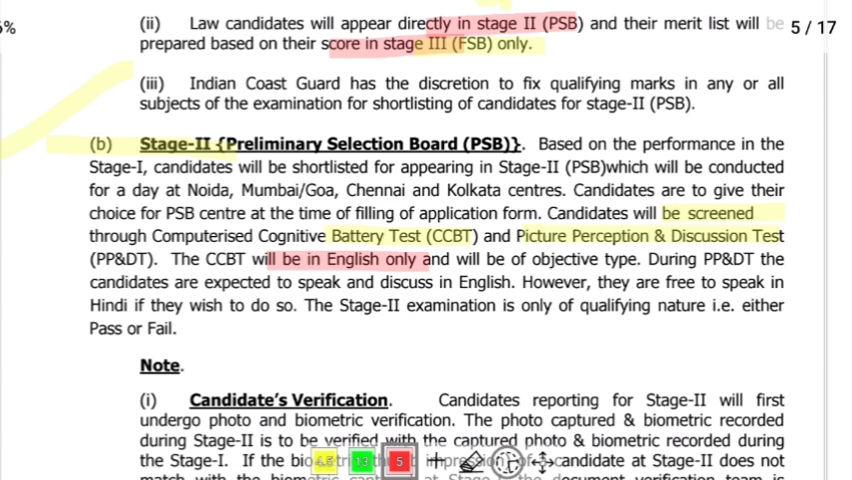 6%
(ii) Law candidates will appear directly in stage II (PSB) and their merit list will be 5 / 17
prepared based on their score in stage III (FSB) only.
(iii) Indian Coast Guard has the discretion to fix qualifying marks in any or all
subjects of the examination for shortlisting of candidates for stage-II (PSB).
(b) Stage-II {Preliminary Selection Board (PSB)}. Based on the performance in the
Stage-I, candidates will be shortlisted for appearing in Stage-II (PSB)which will be conducted
for a day at Noida, Mumbai/Goa, Chennai and Kolkata centres. Candidates are to give their
choice for PSB centre at the time of filling of application form. Candidates will be screened
through Computerised Cognitive Battery Test (CCBT) and Picture Perception & Discussion Test
(PP&DT). The CCBT will be in English only and will be of objective type. During PP&DT the
candidates are expected to speak and discuss in English. However, they are free to speak in
Hindi if they wish to do so. The Stage-II examination is only of qualifying nature i.e. either
Pass or Fail.
Note.
(i) Candidate's Verification. Candidates reporting for Stage-II will first
undergo photo and biometric verification. The photo captured & biometric recorded
during Stage-II is to be verified with the captured photo & biometric recorded during
the Stage-I. If the candidate at Stage-II does not
5
match with the document verification team is